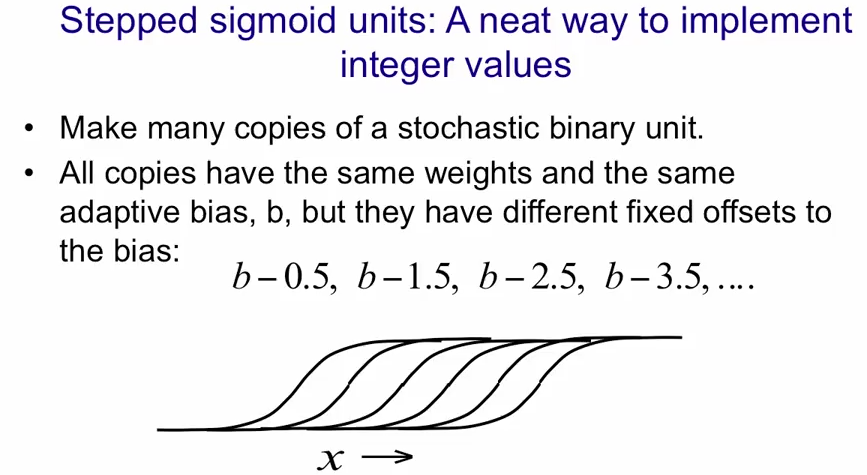 Stepped sigmoid units: A neat way to implement
integer values
• Make many copies of a stochastic binary unit.
• All copies have the same weights and the same
adaptive bias, b, but they have different fixed offsets to
the bias:
b−0.5, b−1.5, b−2.5, b−3.5, ....
x →